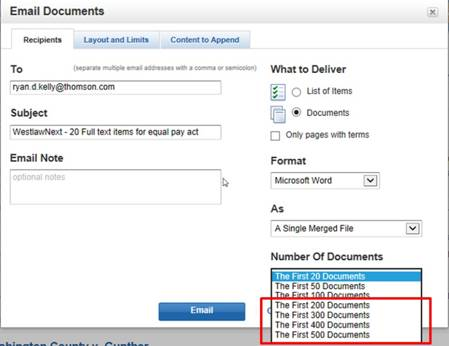 Email Documents
Recipients
Layout and Limits
Content to Append
To
(separate multiple email addresses with a comma or semicolon)
ryan.d.kelly@thomson.com
Subject
WestlawNext - 20 Full text items for equal pay act
Email Note
optional notes
What to Deliver
List of Items
Documents
Only pages with terms
Format
Microsoft Word
As
A Single Merged File
Number Of Documents
The First 20 Documents
The First 50 Documents
The First 100 Documents
The First 200 Documents
The First 300 Documents
The First 400 Documents
The First 500 Documents
Email
County v. Gunther